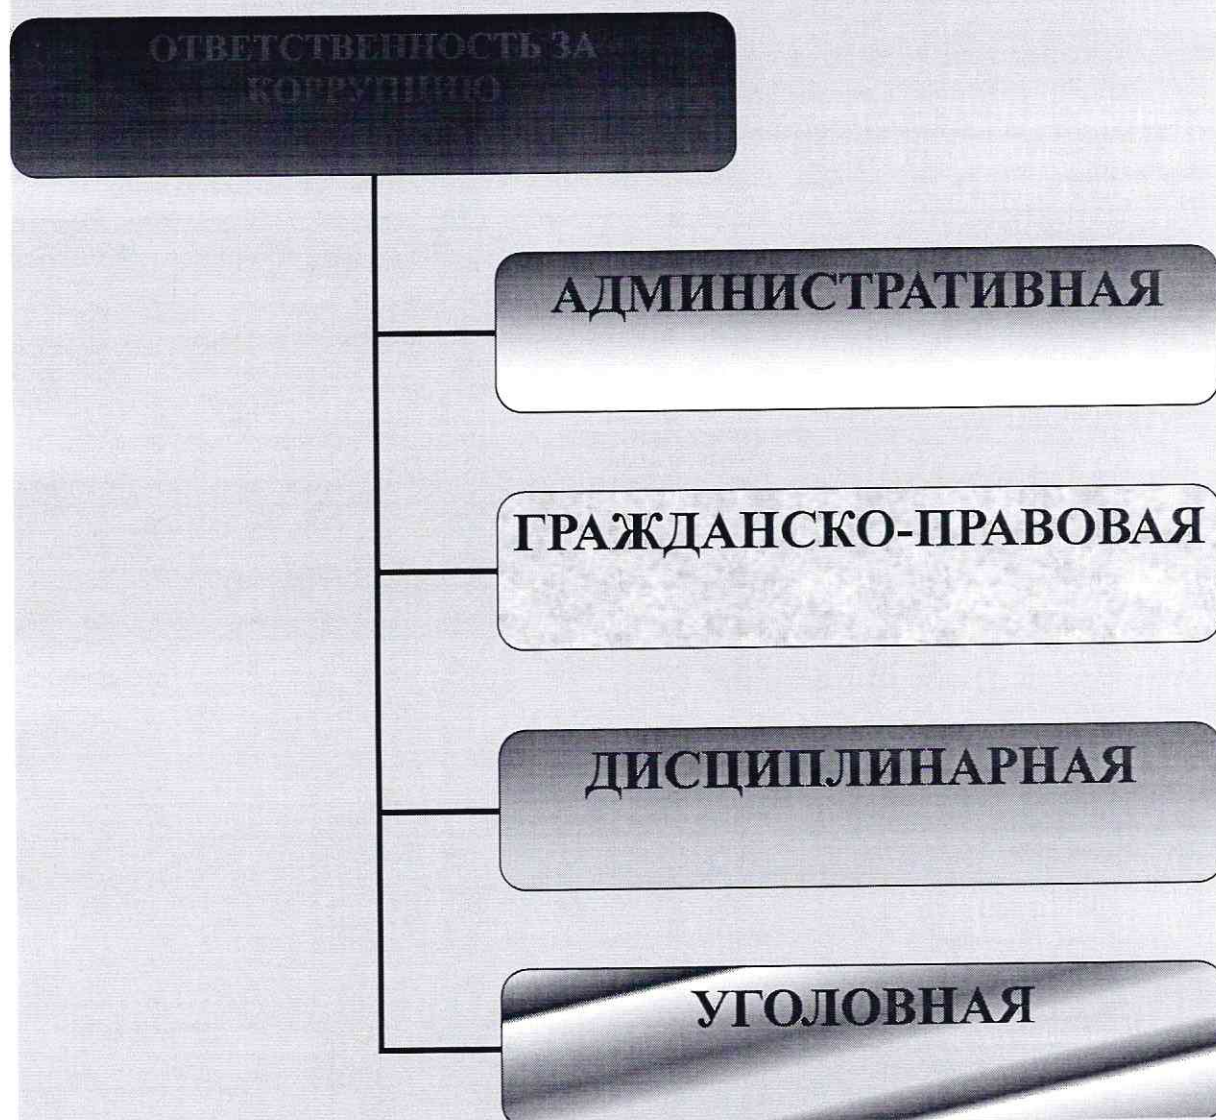 ОТВЕТСТВЕННОСТЬ ЗА
КОРРУПЦИЮ
АДМИНИСТРАТИВНАЯ
ГРАЖДАНСКО-ПРАВОВАЯ
ДИСЦИПЛИНАРНАЯ
УГОЛОВНАЯ